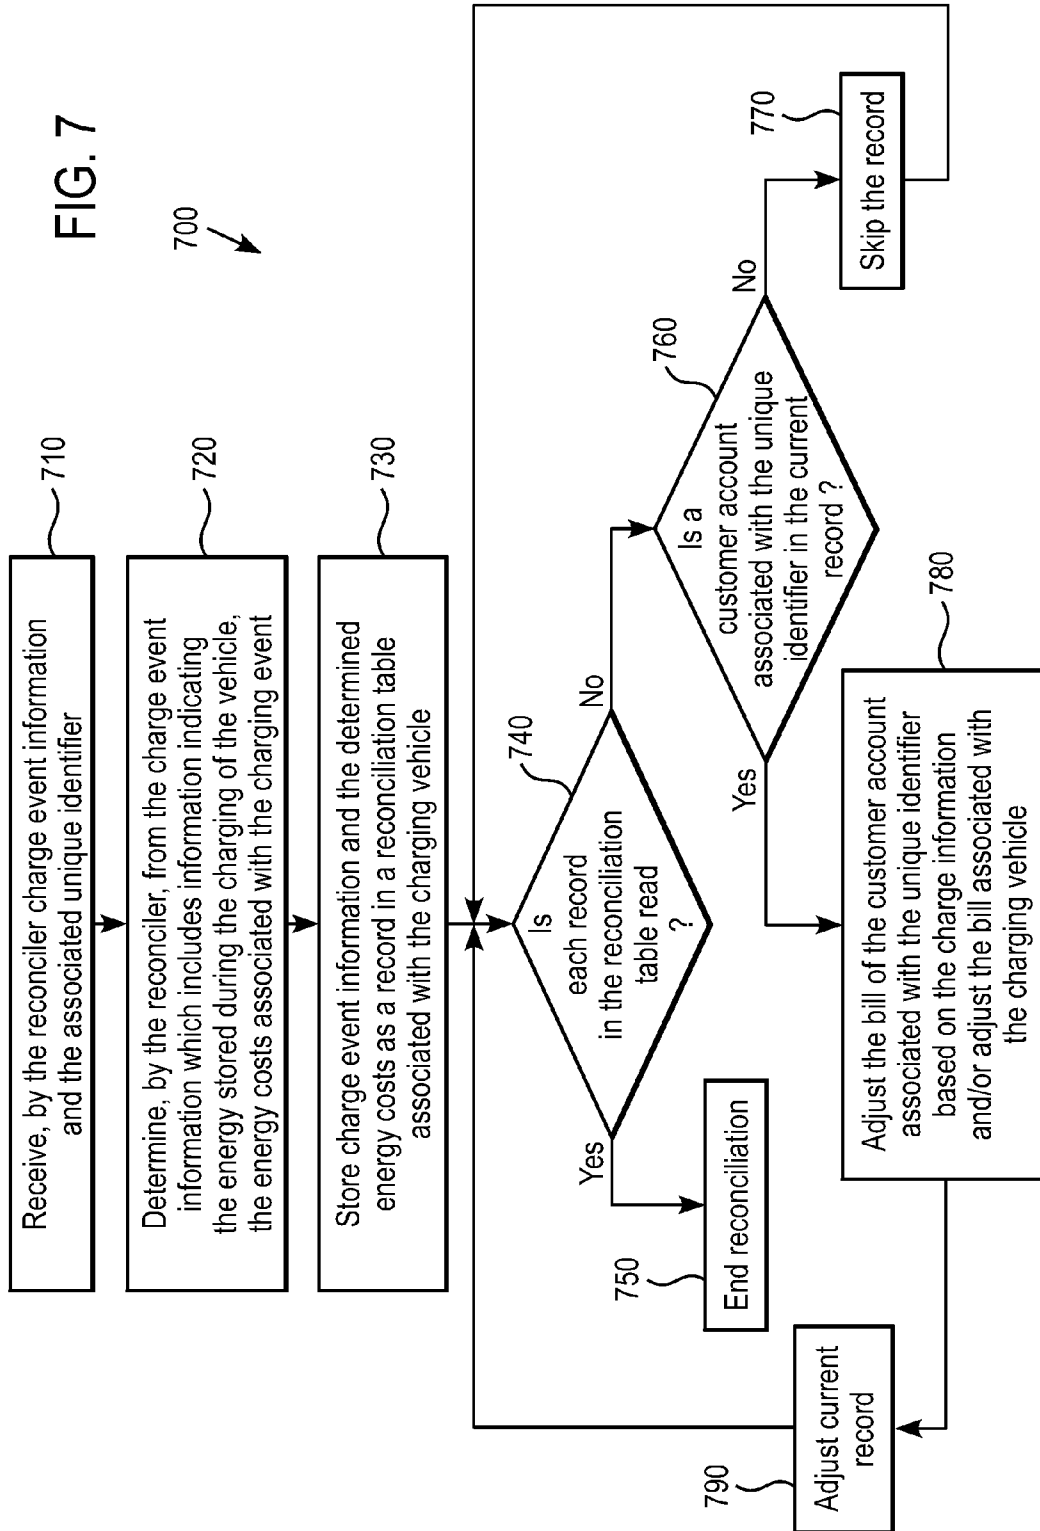 FIG. 7
700
Receive, by the reconciler charge event information
and the associated unique identifier
710
Determine, by the reconciler, from the charge event
information which includes information indicating
the energy stored during the charging of the vehicle,
the energy costs associated with the charging event
720
Store charge event information and the determined
energy costs as a record in a reconciliation table
associated with the charging vehicle
730
Is
each record
in the reconciliation
table read
?
740
Yes
No
End reconciliation
750
Is a
customer account
associated with the unique
identifier in the current
record ?
760
Yes
No
Skip the record
770
Adjust the bill of the customer account
associated with the unique identifier
based on the charge information
and/or adjust the bill associated with
the charging vehicle
780
Adjust current
record
790